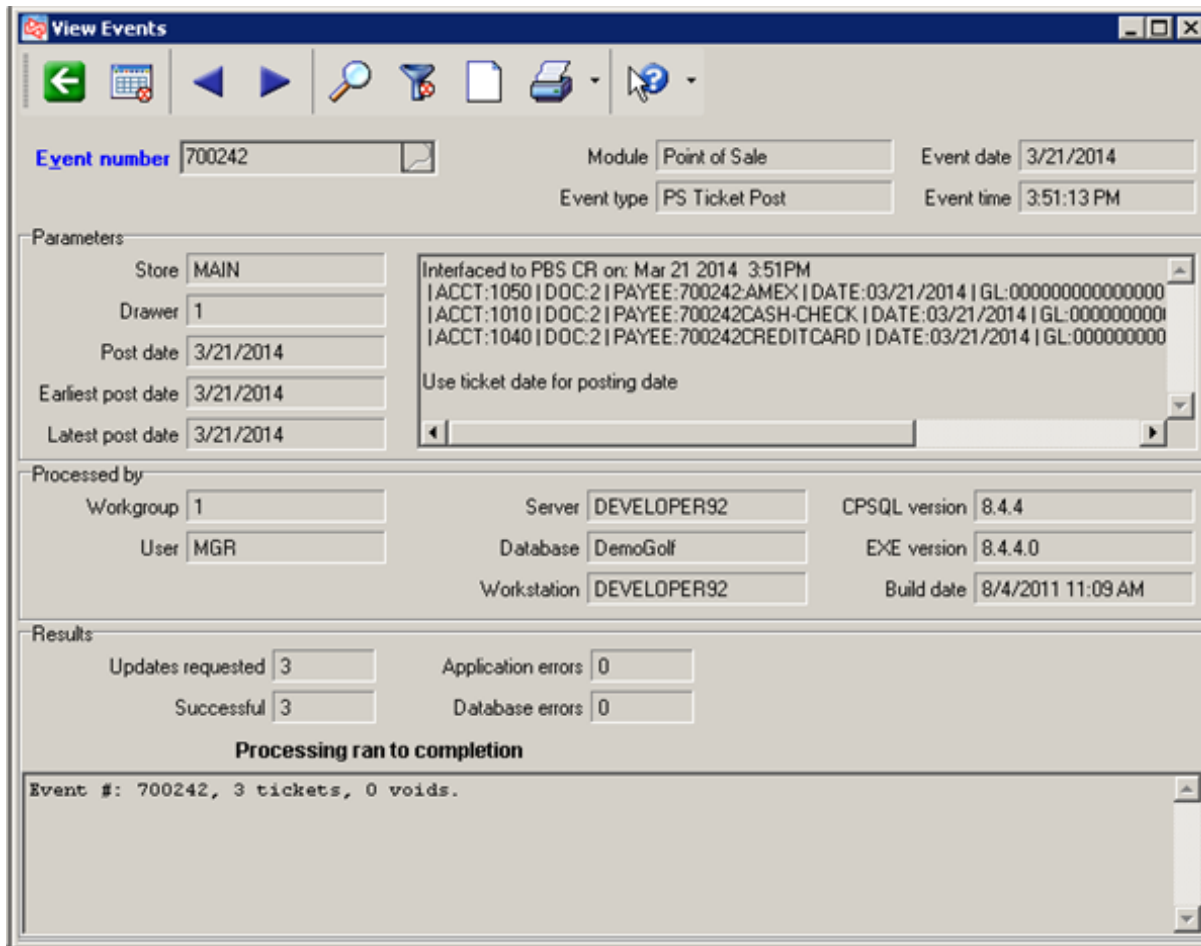 View Events
Event number 700242 Module Point of Sale Event date 3/21/2014
Event type PS Ticket Post Event time 3:51:13 PM
Parameters
Store MAIN
Drawer 1
Post date 3/21/2014
Earliest post date 3/21/2014
Latest post date 3/21/2014
Interfaced to PBS CR on: Mar 21 2014 3:51PM
|ACCT:1050|DOC:2|PAYEE:700242:AMEX|DATE:03/21/2014|GL:000000000000000
|ACCT:1010|DOC:2|PAYEE:700242CASH-CHECK|DATE:03/21/2014|GL:0000000000
|ACCT:1040|DOC:2|PAYEE:700242CREDITCARD|DATE:03/21/2014|GL:000000000
Use ticket date for posting date
Processed by
Workgroup 1 Server DEVELOPER92 CPSQL version 8.4.4
User MGR Database DemoGolf EXE version 8.4.4.0
Workstation DEVELOPER92 Build date 8/4/2011 11:09 AM
Results
Updates requested 3 Application errors 0
Successful 3 Database errors 0
Processing ran to completion
Event #: 700242, 3 tickets, 0 voids.